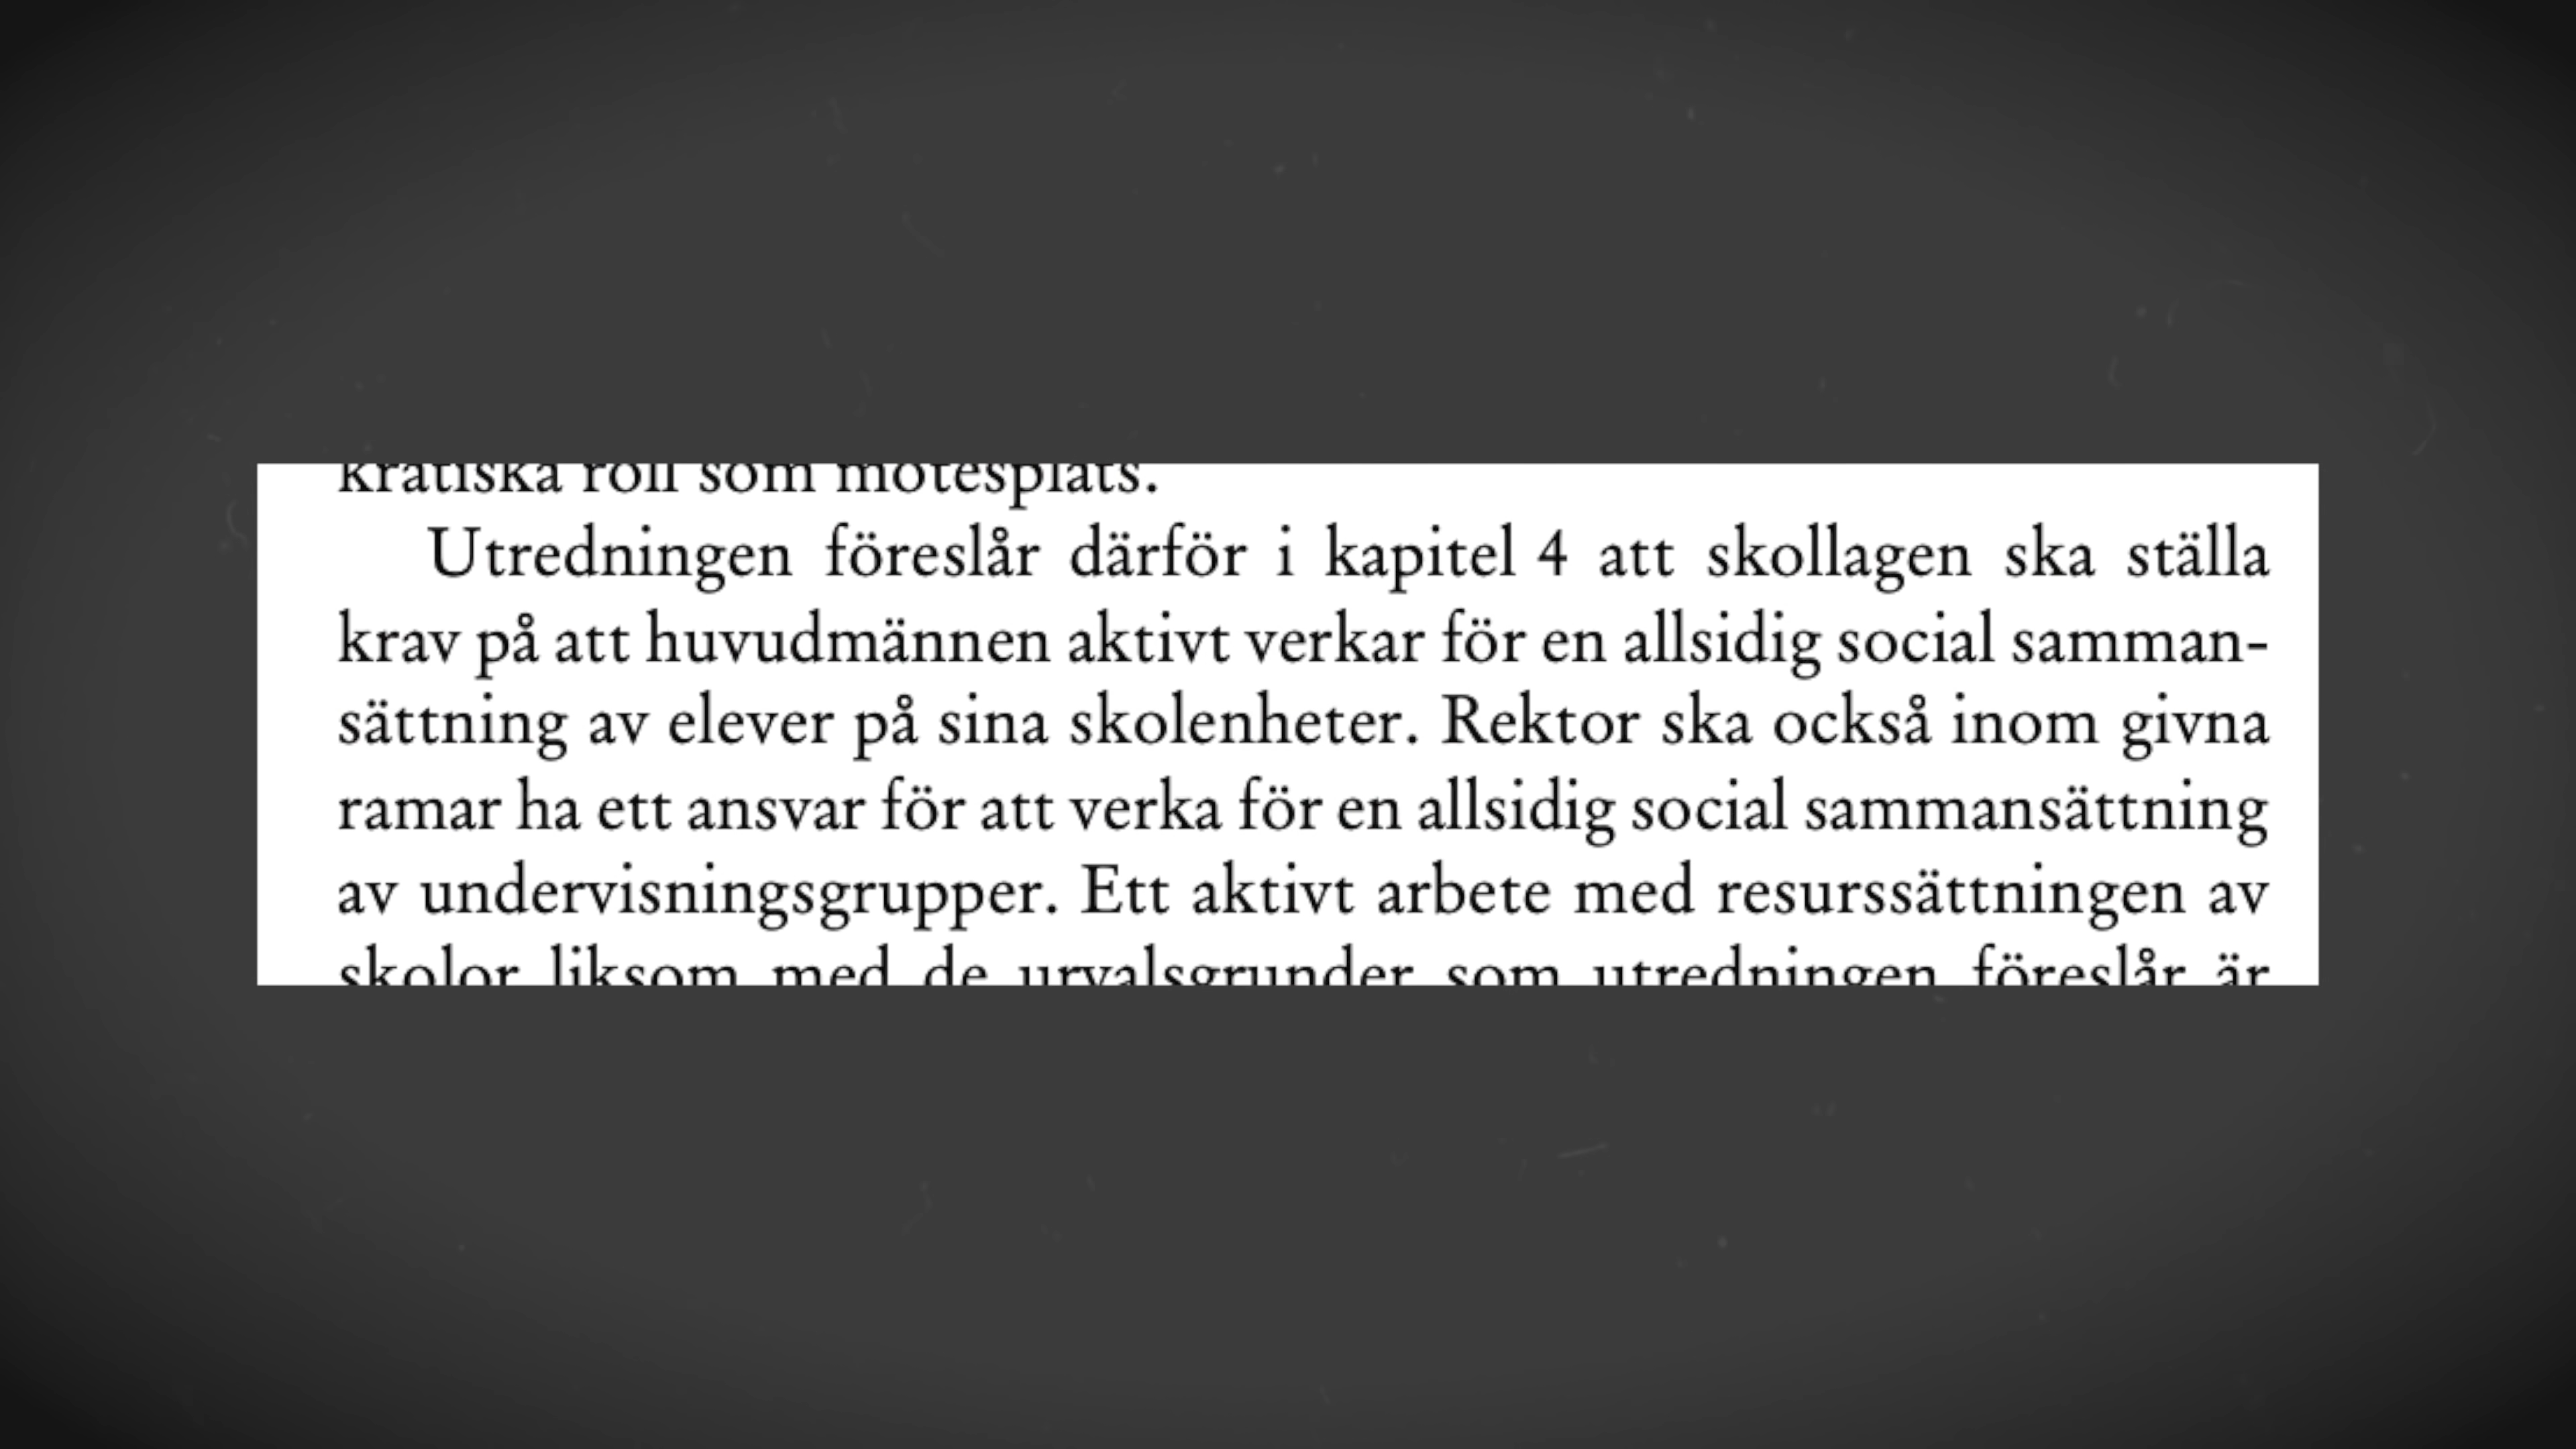 kratiska roll som mötesplats.
Utredningen föreslår därför i kapitel 4 att skollagen ska ställa
krav på att huvudmännen aktivt verkar för en allsidig social samman-
sättning av elever på sina skolenheter. Rektor ska också inom givna
ramar ha ett ansvar för att verka för en allsidig social sammansättning
av undervisningsgrupper. Ett aktivt arbete med resurssättningen av
skolor liksom med de urvalsgrunder som utredningen föreslår är